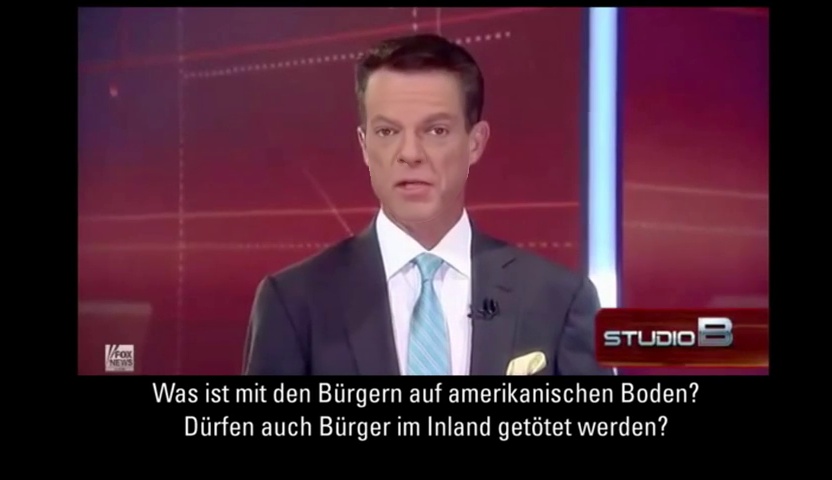 FOX
NEWS
STUDIO B
Was ist mit den Bürgern auf amerikanischen Boden?
Dürfen auch Bürger im Inland getötet werden?